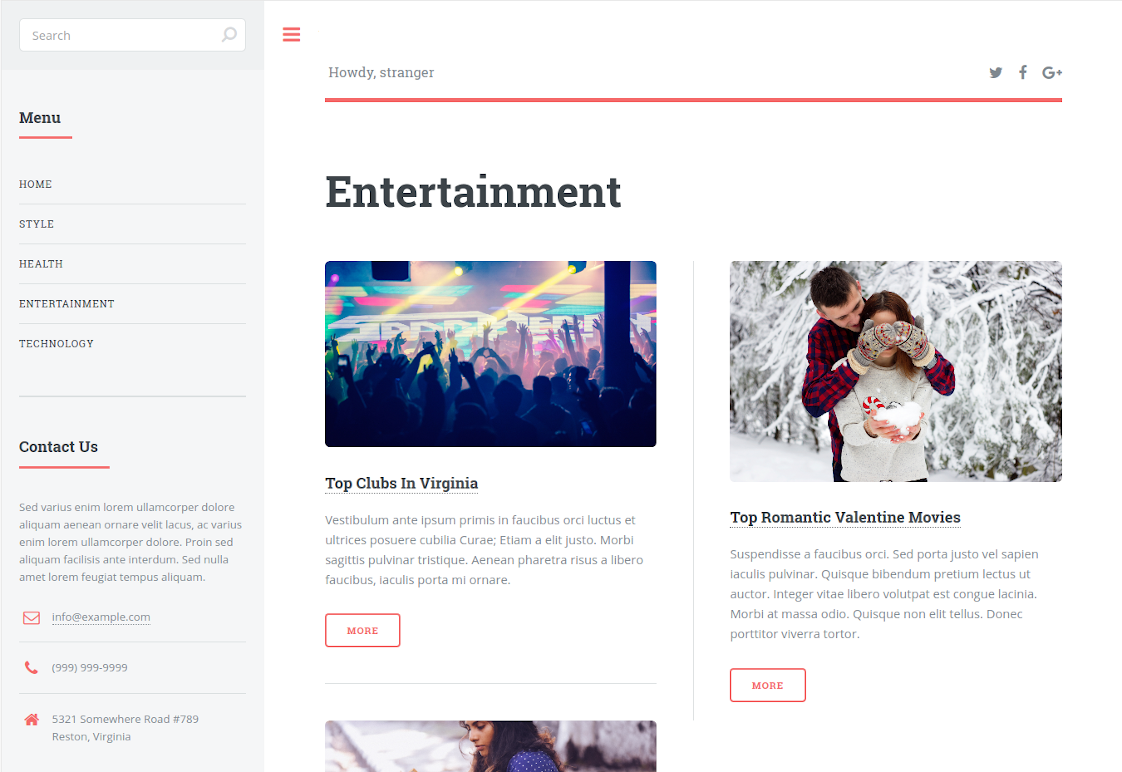 Search
Menu
HOME
STYLE
HEALTH
ENTERTAINMENT
TECHNOLOGY
Contact Us
Sed varius enim lorem ullamcorper dolore
aliquam aenean ornare velit lacus, ac varius
enim lorem ullamcorper dolore. Proin sed
aliquam facilisis ante interdum. Sed nulla
amet lorem feugiat tempus aliquam.
info@example.com
(999) 999-9999
5321 Somewhere Road #789
Reston, Virginia
Howdy, stranger
Entertainment
Top Clubs In Virginia
Vestibulum ante ipsum primis in faucibus orci luctus et
ultrices posuere cubilia Curae; Etiam a elit justo. Morbi
sagittis pulvinar tristique. Aenean pharetra risus a libero
faucibus, iaculis porta mi ornare.
MORE
Top Romantic Valentine Movies
Suspendisse a faucibus orci. Sed porta justo vel sapien
iaculis pulvinar. Quisque bibendum pretium lectus ut
auctor. Integer vitae libero volutpat est congue lacinia.
Morbi at massa odio. Quisque non elit tellus. Donec
porttitor viverra tortor.
MORE